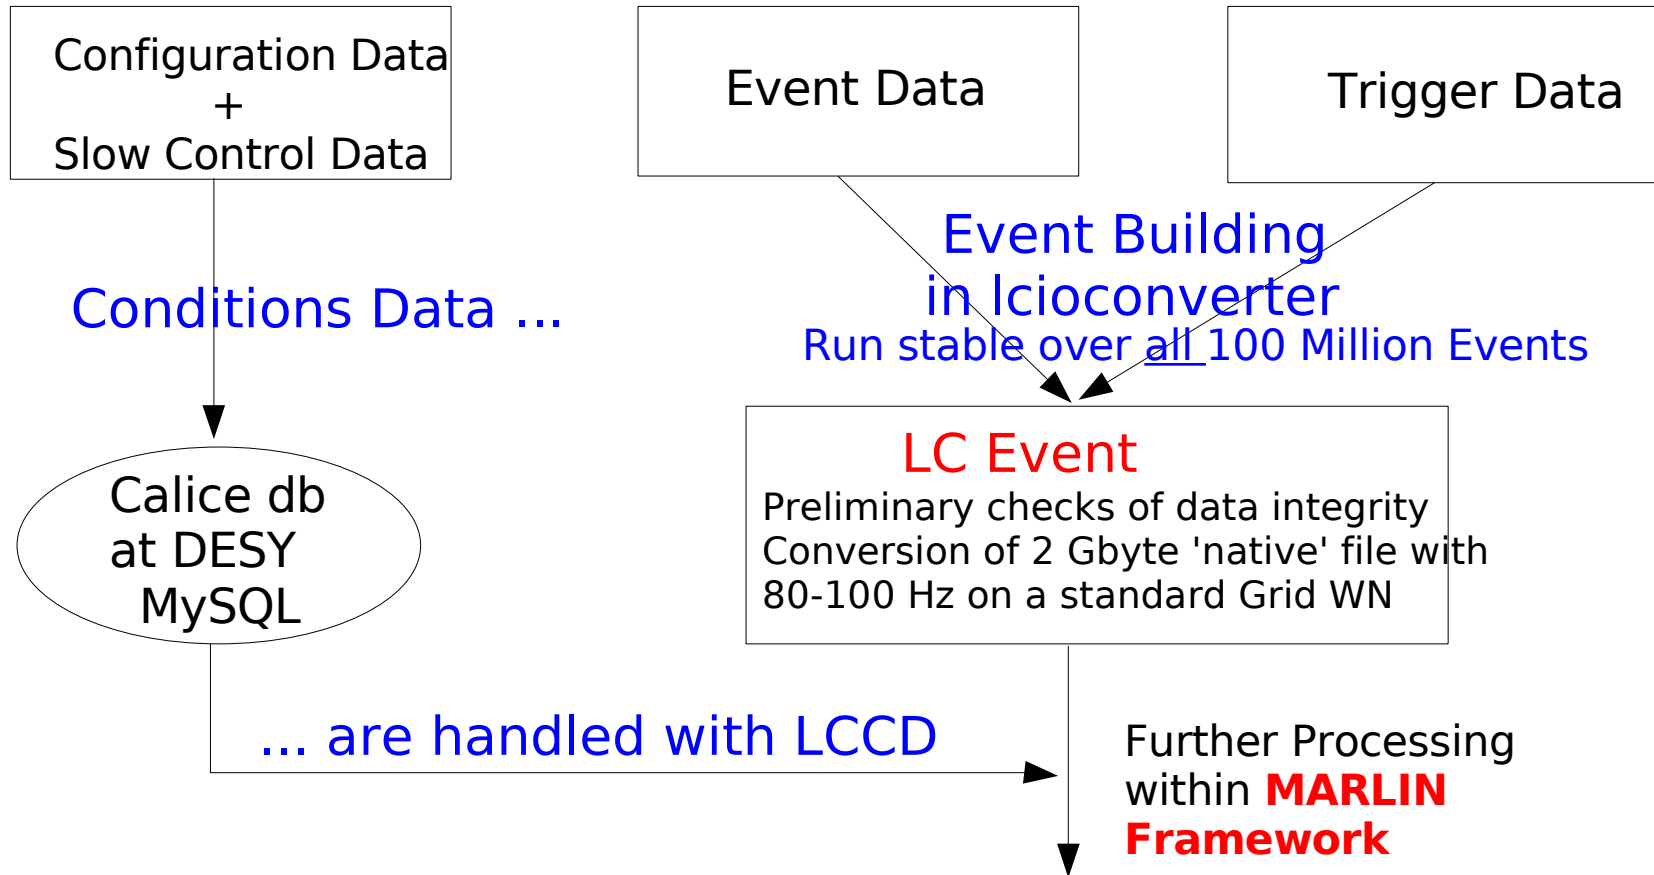 Configuration Data
+
Slow Control Data
Event Data
Trigger Data
Event Building
in lcioconverter
Run stable over all 100 Million Events
Conditions Data ...
LC Event
Preliminary checks of data integrity
Conversion of 2 Gbyte 'native' file with
80-100 Hz on a standard Grid WN
Calice db
at DESY
MySQL
... are handled with LCCD
Further Processing
within MARLIN
Framework